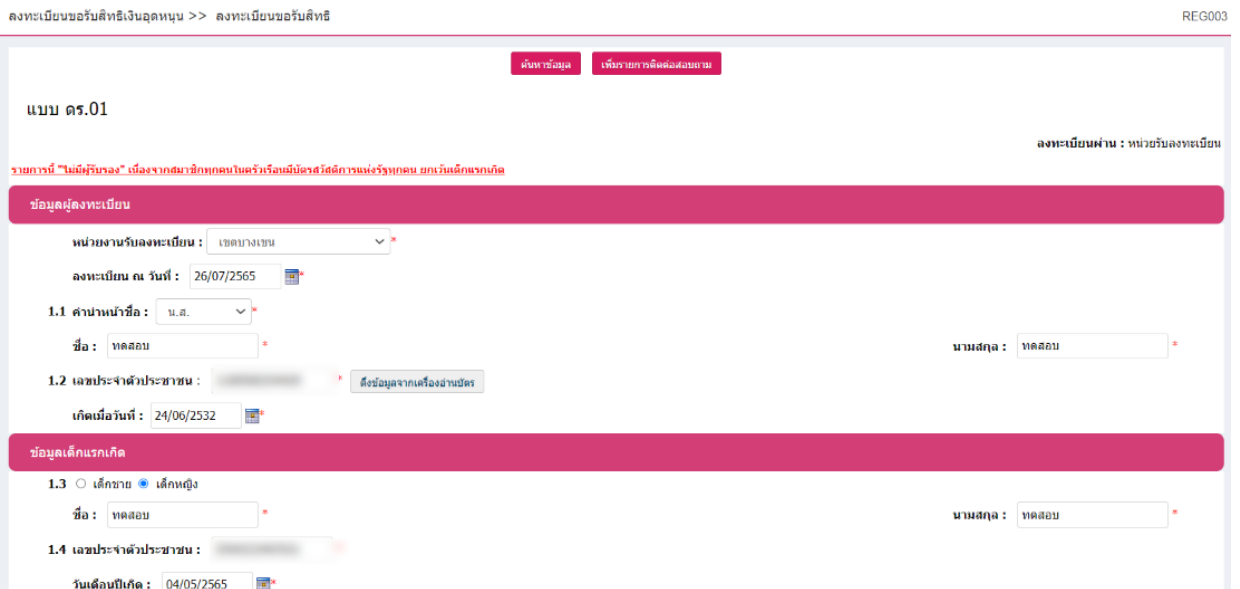 ลงทะเบียนขอรับสิทธิเงินอุดหนุน >> ลงทะเบียนขอรับสิทธิ REG003
ค้นหาข้อมูล เพิ่มรายการติดต่อสอบถาม
แบบ ดร.01
ลงทะเบียนผ่าน : หน่วยรับลงทะเบียน
รายการนี้ "ไม่มีผู้รับรอง" เนื่องจากสมาชิกทุกคนในครัวเรือนมีบัตรสวัสดิการแห่งรัฐทุกคน ยกเว้นเด็กแรกเกิด
ข้อมูลผู้ลงทะเบียน
หน่วยงานรับลงทะเบียน : เขตบางเขน *
ลงทะเบียน ณ วันที่ : 26/07/2565 *
1.1 คำนำหน้าชื่อ : น.ส. *
ชื่อ : ทดสอบ * นามสกุล : ทดสอบ *
1.2 เลขประจำตัวประชาชน : * ดึงข้อมูลจากเครื่องอ่านบัตร
เกิดเมื่อวันที่ : 24/06/2532 *
ข้อมูลเด็กแรกเกิด
1.3 เด็กชาย เด็กหญิง
ชื่อ : ทดสอบ * นามสกุล : ทดสอบ *
1.4 เลขประจำตัวประชาชน :
วันเดือนปีเกิด : 04/05/2565 *